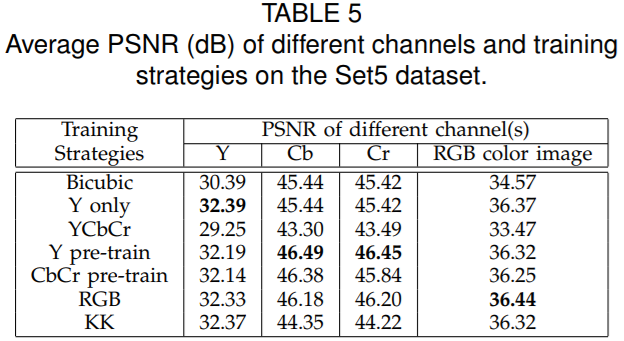 TABLE 5
Average PSNR (dB) of different channels and training
strategies on the Set5 dataset.
Training PSNR of different channel(s)
Strategies Y Cb Cr RGB color image
Bicubic 30.39 45.44 45.42 34.57
Y only 32.39 45.44 45.42 36.37
YCbCr 29.25 43.30 43.49 33.47
Y pre-train 32.19 46.49 46.45 36.32
CbCr pre-train 32.14 46.38 45.84 36.25
RGB 32.33 46.18 46.20 36.44
KK 32.37 44.35 44.22 36.32